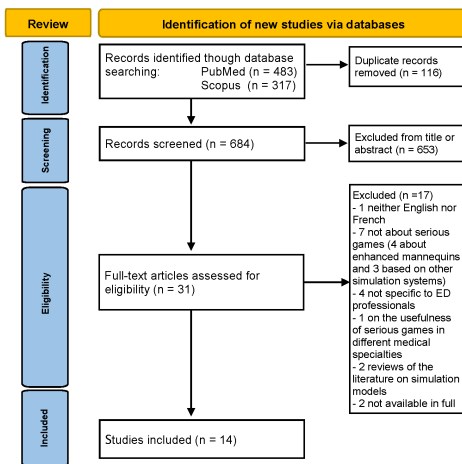 Review
Identification of new studies via databases
Identification
Records identified though database
searching: PubMed (n = 483)
Scopus (n = 317)
Duplicate records
removed (n = 116)
Screening
Records screened (n = 684)
Excluded from title or
abstract (n = 653)
Eligibility
Full-text articles assessed for
eligibility (n = 31)
Excluded (n =17)
- 1 neither English nor
French
- 7 not about serious
games (4 about
enhanced mannequins
and 3 based on other
simulation systems)
- 4 not specific to ED
professionals
- 1 on the usefulness
of serious games in
different medical
specialties
- 2 reviews of the
literature on simulation
models
- 2 not available in full
Included
Studies included (n = 14)